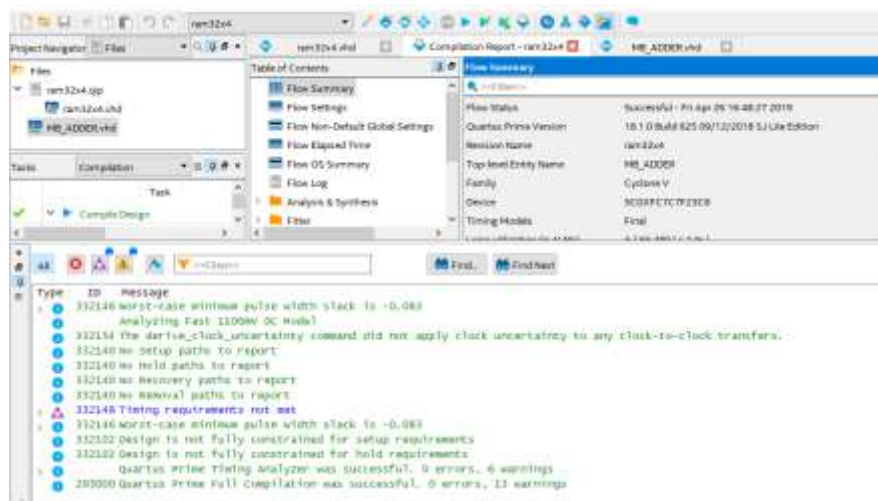 ram32x4
Project Navigator Files
ram32x4.vhd
Compilation Report - ram32x4
MB_ADDER.vhd
Files
ram32x4.qip
ram32x4.vhd
MB_ADDER.vhd
Tasks Compilation
Task
Compile Design
Table of Contents
Flow Summary
Flow Settings
Flow Non-Default Global Settings
Flow Elapsed Time
Flow OS Summary
Flow Log
Analysis & Synthesis
Fitter
Flow Summary
<<Filter>>
Flow Status Successful - Fri Apr 26 16:48:27 2019
Quartus Prime Version 18.1.0 Build 625 09/12/2018 SJ Lite Edition
Revision Name ram32x4
Top-level Entity Name MB_ADDER
Family Cyclone V
Device
Timing Models Final
All <<Filter>> Find... Find Next
Type ID Message
332146 Worst-case minimum pulse width slack is -0.083
Analyzing Fast 1100mV 0C Model
332154 The derive_clock_uncertainty command did not apply clock uncertainty to any clock-to-clock transfers.
332140 No Setup paths to report
332140 No Hold paths to report
332140 No Recovery paths to report
332140 No Removal paths to report
332148 Timing requirements not met
332146 Worst-case minimum pulse width slack is -0.083
332102 Design is not fully constrained for setup requirements
332102 Design is not fully constrained for hold requirements
Quartus Prime Timing Analyzer was successful. 0 errors, 6 warnings
293000 Quartus Prime Full Compilation was successful. 0 errors, 13 warnings